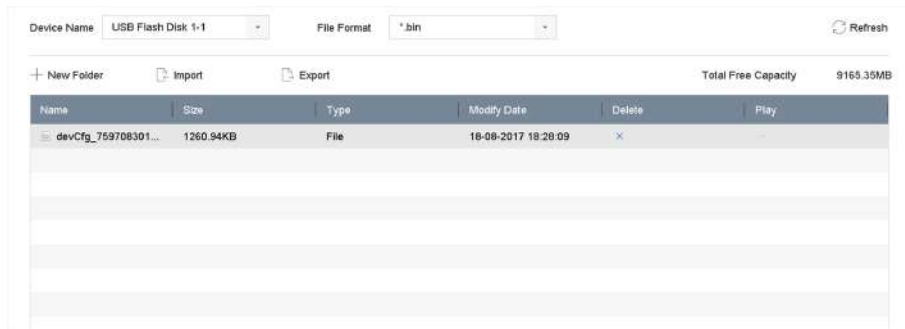 Device Name USB Flash Disk 1-1 File Format *.bin Refresh
New Folder Import Export Total Free Capacity 9165.35MB
Name Size Type Modify Date Delete Play
devCfg_759708301... 1260.94KB File 18-08-2017 18:28:09